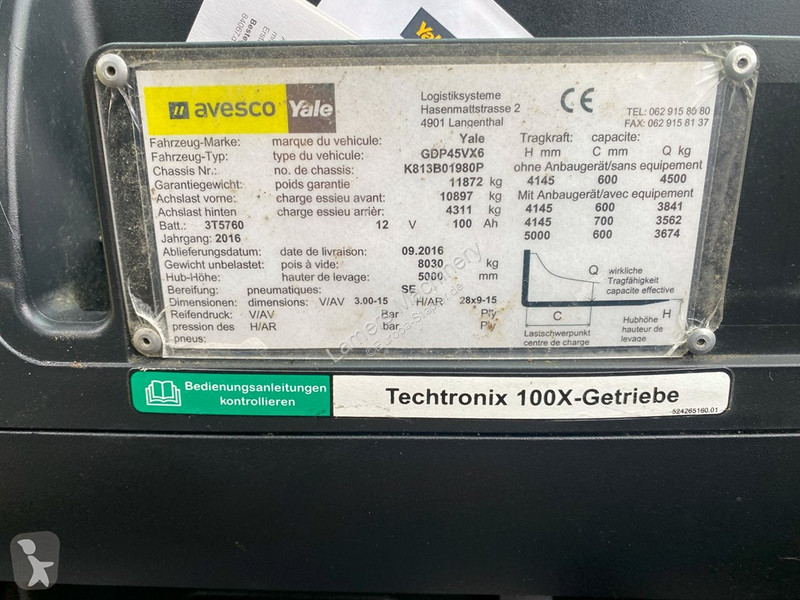 Beste
84067.0
avesco Yale
Logistiksysteme
Hasenmattstrasse 2
4901 Langenthal
CE
TEL: 062 915 80 80
FAX: 062 915 81 37
Fahrzeug-Marke: marque du vehicule: Yale
Fahrzeug-Typ: type du vehicule: GDP45VX6
Chassis Nr.: no. de chassis: K813B01980P
Garantiegewicht: poids garantie 11872 kg
Achslast vorne: charge essieu avant: 10897 kg
Achslast hinten charge essieu arrièr: 4311 kg
Batt.: 3T5760 12 V 100 Ah
Jahrgang: 2016
Ablieferungsdatum: date de livraison: 09.2016
Gewicht unbelastet: pois à vide: 8030 kg
Hub-Höhe: hauter de levage: 5000 mm
Bereifung: pneumatiques: SE
Dimensionen: dimensions: V/AV 3.00-15 H/AR 28x9-15
Reifendruck: V/AV Bar Ply
pression des H/AR bar Ply
pneus:
Tragkraft: capacite:
H mm C mm Q kg
ohne Anbaugerät/sans equipement
4145 600 4500
Mit Anbaugerät/avec equipement
4145 600 3841
4145 700 3562
5000 600 3674
Q wirkliche
Tragfähigkeit
capacite effective
C H
Lastschwerpunkt
centre de charge
Hubhöhe
hauteur de
levage
Lamers Machinery
Bedienungsanleitungen
kontrollieren
Techtronix 100X-Getriebe
524265160.01